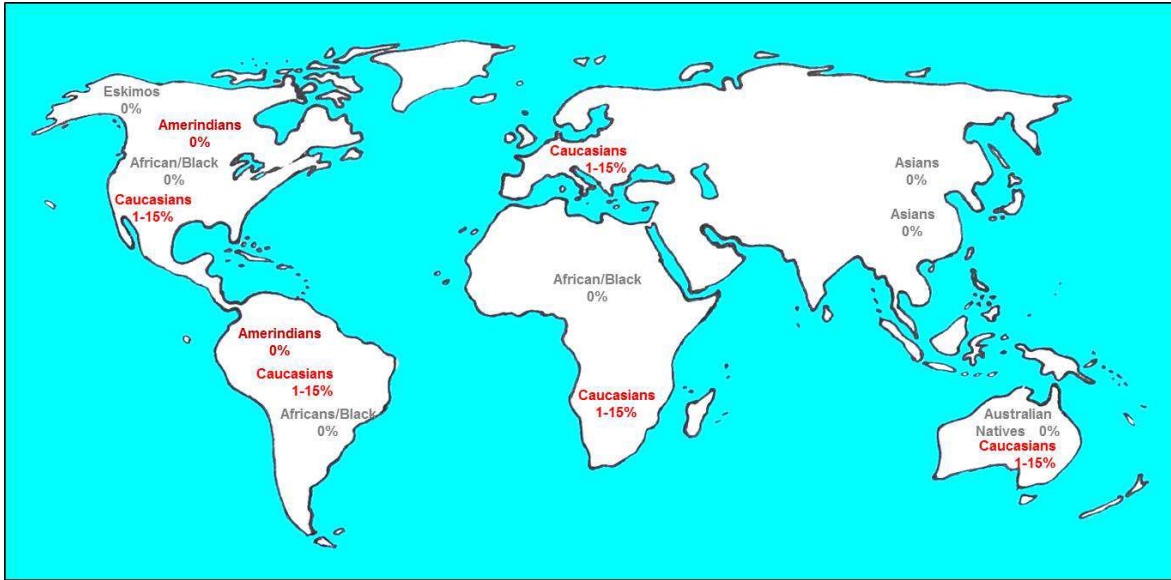 Eskimos
0%
Amerindians
0%
African/Black
0%
Caucasians
1-15%
Amerindians
0%
Caucasians
1-15%
Africans/Black
0%
Caucasians
1-15%
African/Black
0%
Caucasians
1-15%
Asians
0%
Asians
0%
Australian
Natives 0%
Caucasians
1-15%